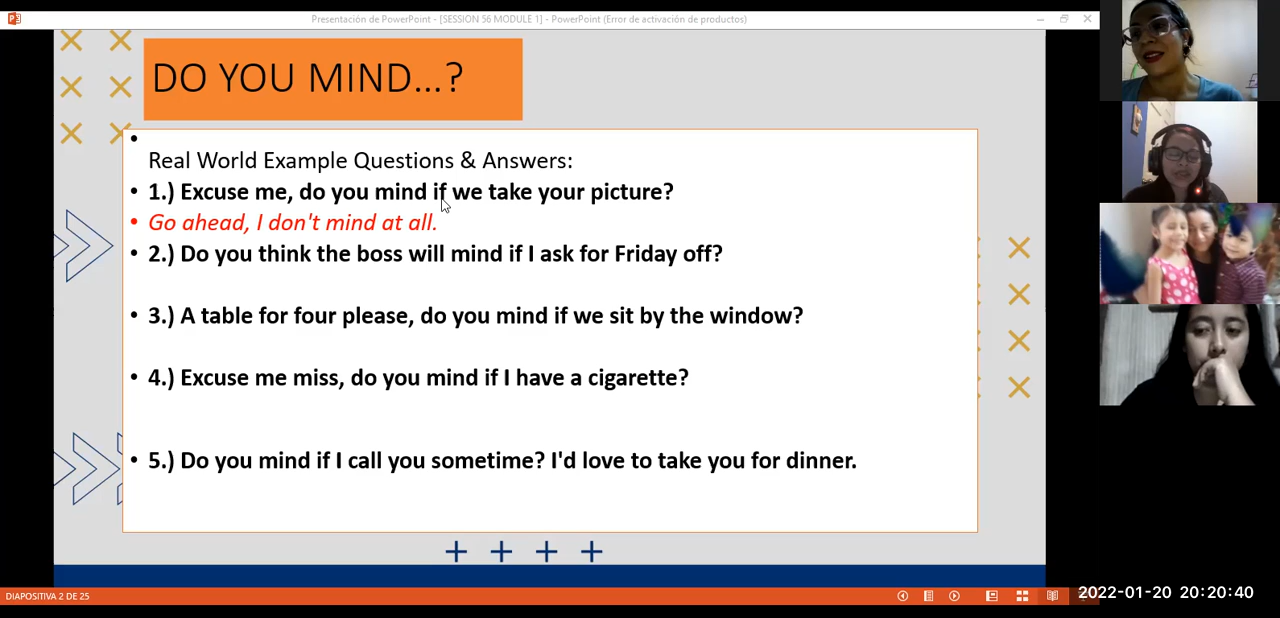 Presentación de PowerPoint - [SESSION 56 MODULE 1] - PowerPoint (Error de activación de productos)
DO YOU MIND...?
Real World Example Questions & Answers:
1.) Excuse me, do you mind if we take your picture?
Go ahead, I don't mind at all.
2.) Do you think the boss will mind if I ask for Friday off?
3.) A table for four please, do you mind if we sit by the window?
4.) Excuse me miss, do you mind if I have a cigarette?
5.) Do you mind if I call you sometime? I'd love to take you for dinner.
DIAPOSITIVA 2 DE 25
2022-01-20 20:20:40